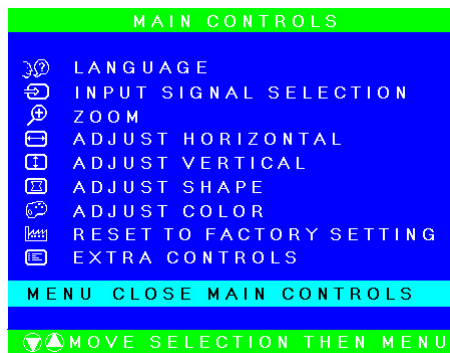 MAIN CONTROLS
LANGUAGE
INPUT SIGNAL SELECTION
ZOOM
ADJUST HORIZONTAL
ADJUST VERTICAL
ADJUST SHAPE
ADJUST COLOR
RESET TO FACTORY SETTING
EXTRA CONTROLS
MENU CLOSE MAIN CONTROLS
MOVE SELECTION THEN MENU